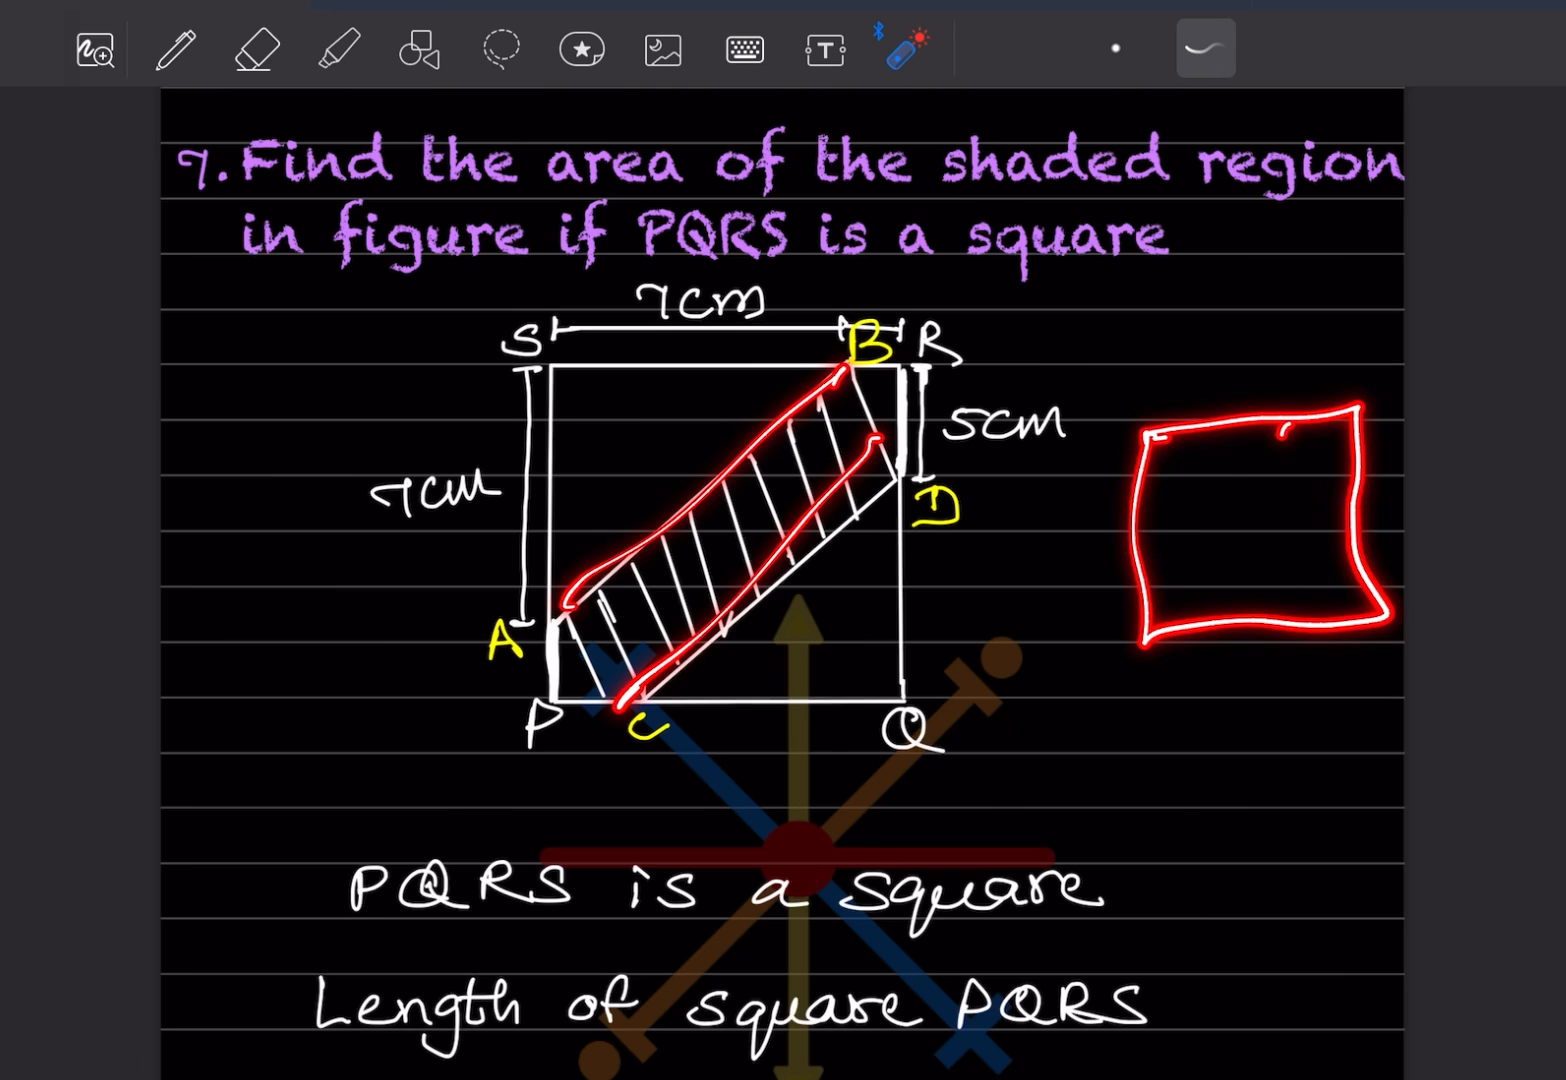 9. Find the area of the shaded region
in figure if PQRS is a square
7cm
S B R
5cm
7cm
D
A
P C Q
PQRS is a square
Length of square PQRS